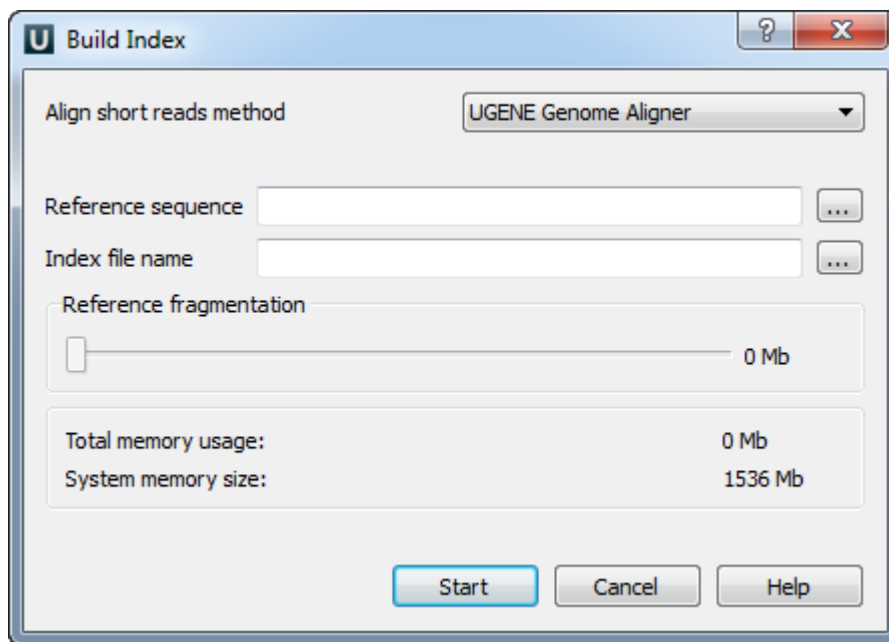 U Build Index
Align short reads method UGENE Genome Aligner
Reference sequence ...
Index file name ...
Reference fragmentation
0 Mb
Total memory usage: 0 Mb
System memory size: 1536 Mb
Start Cancel Help